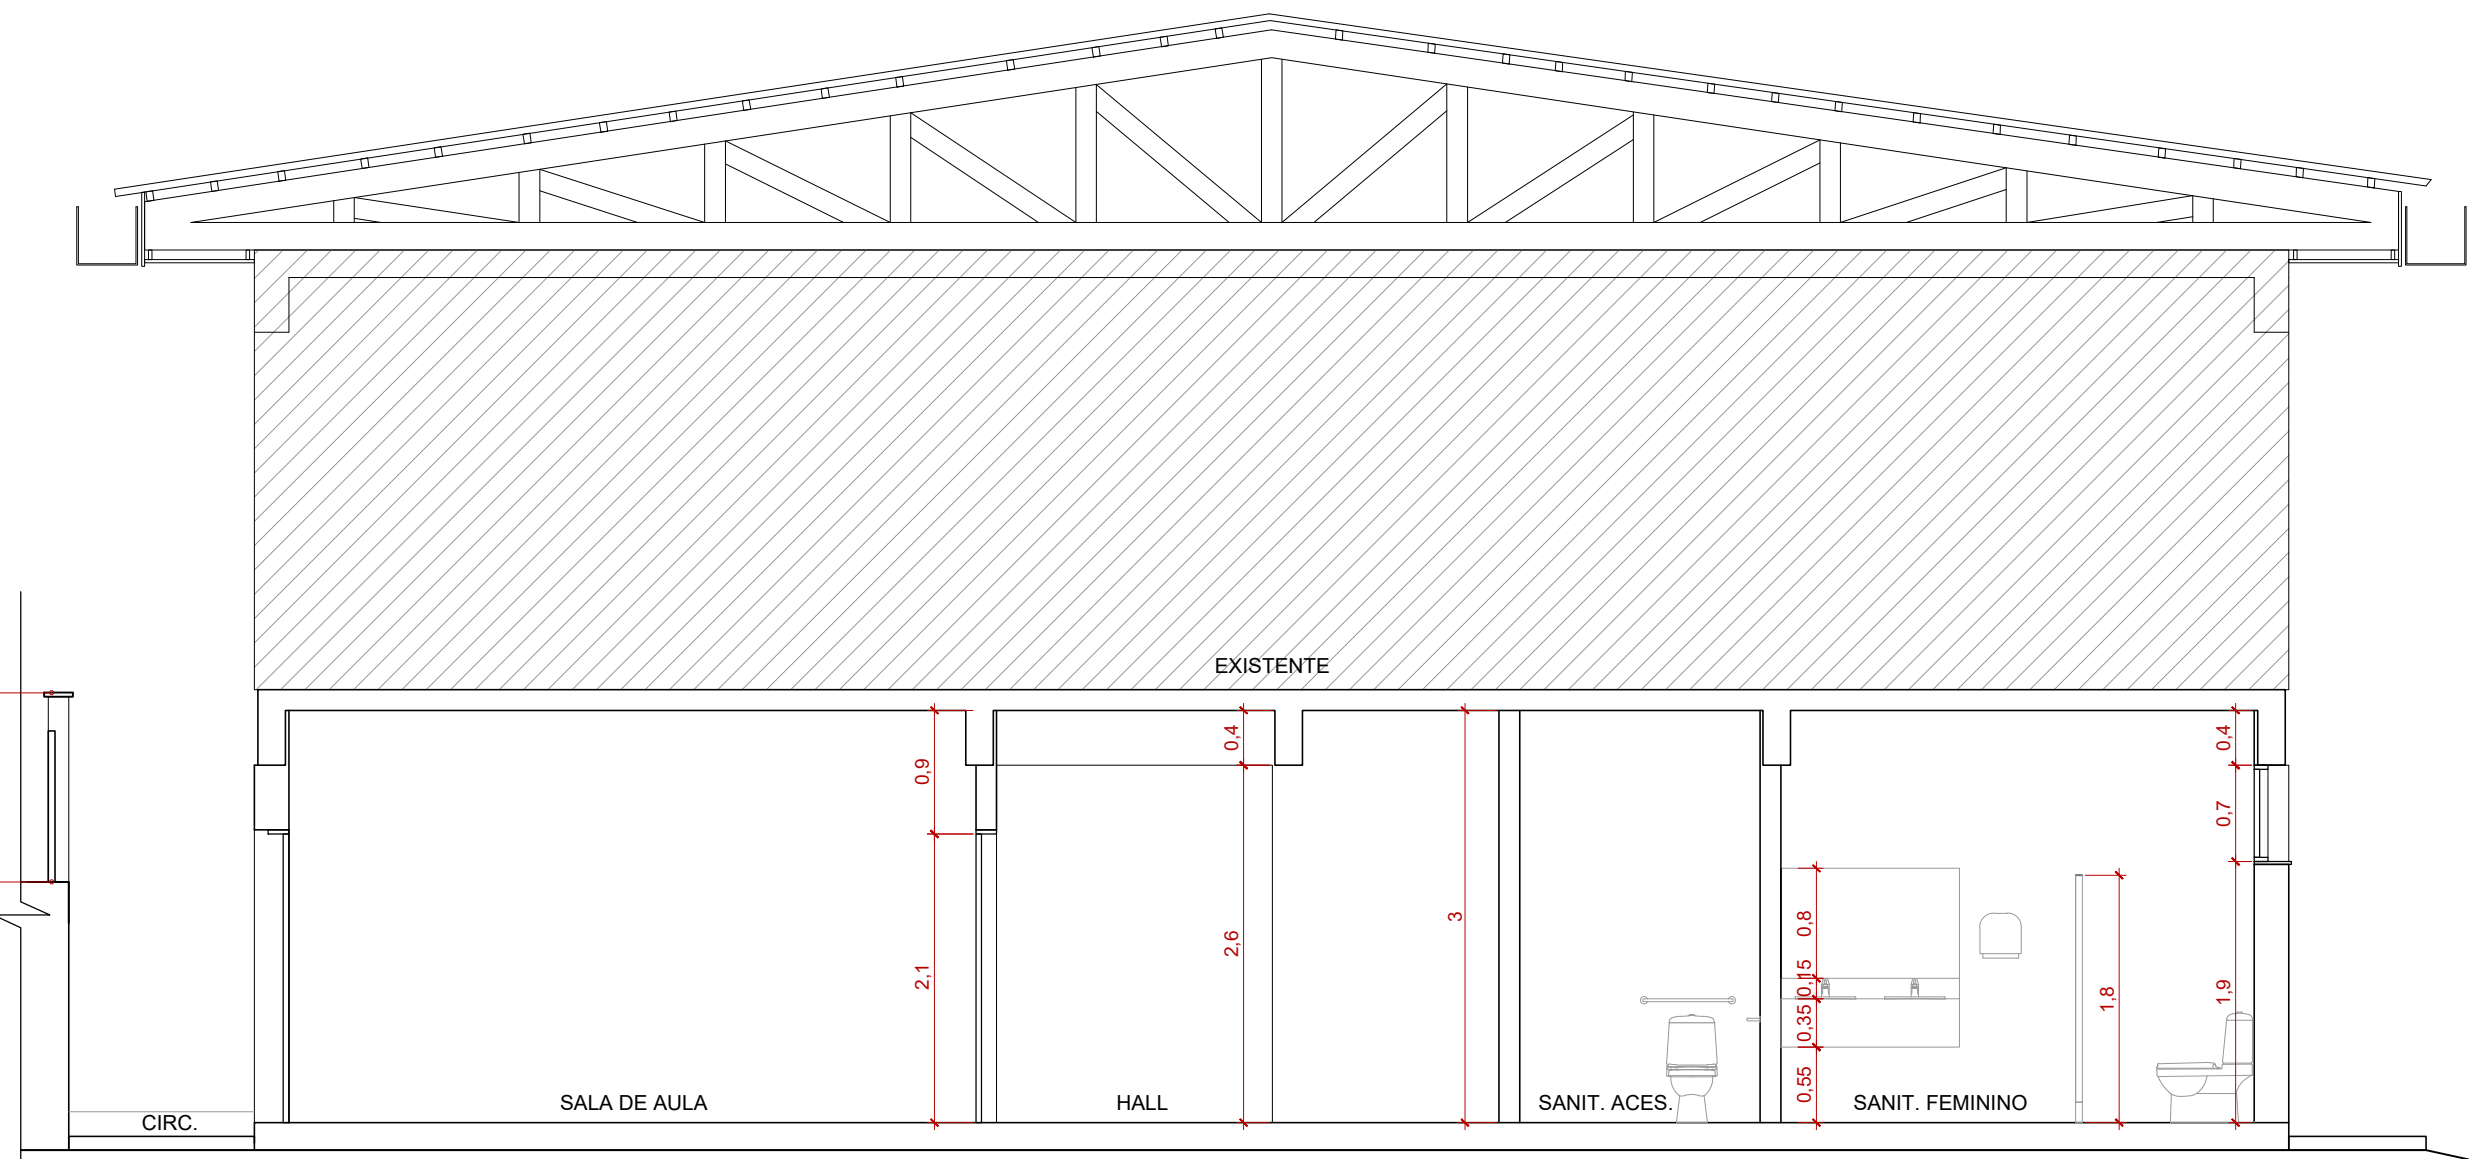 EXISTENTE
0,9
0,4
0,4
0,7
3
2,6
2,1
0,8
0,15
0,35
0,55
1,8
1,9
CIRC.
SALA DE AULA
HALL
SANIT. ACES.
SANIT. FEMININO